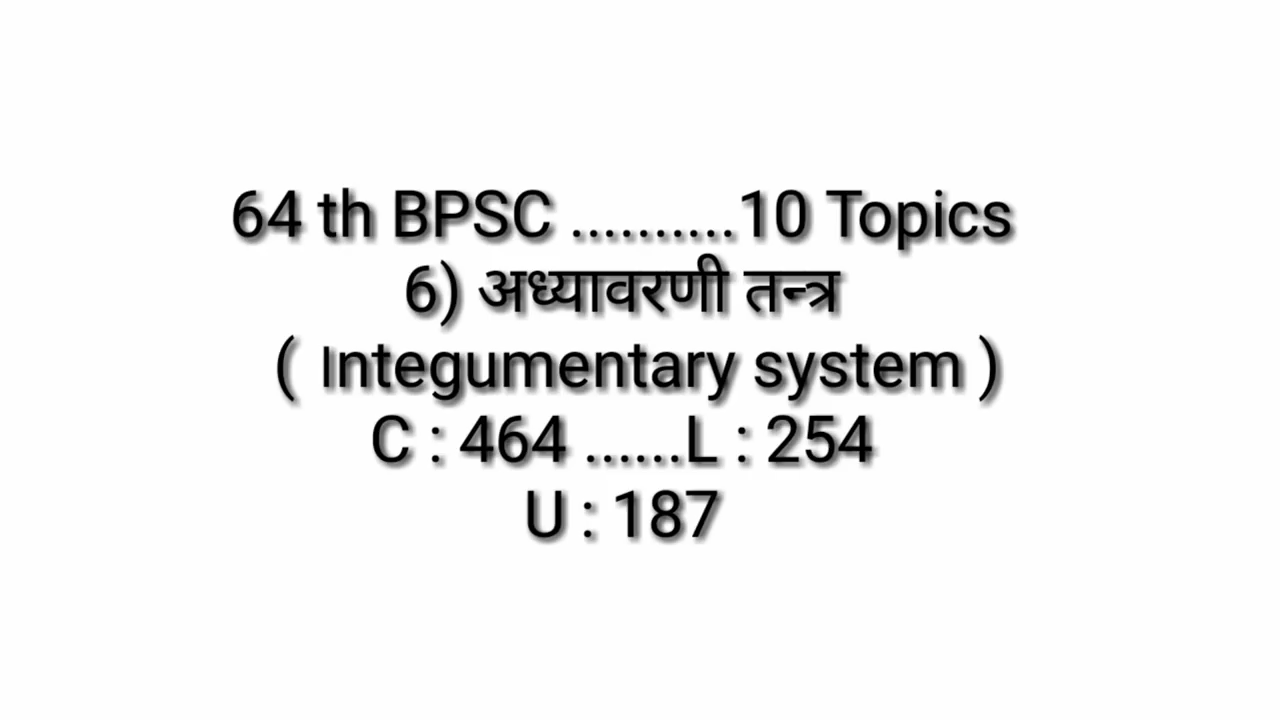 64 th BPSC ..........10 Topics
6) अध्यावरणी तन्त्र
( Integumentary system )
C : 464 ......L : 254
U : 187